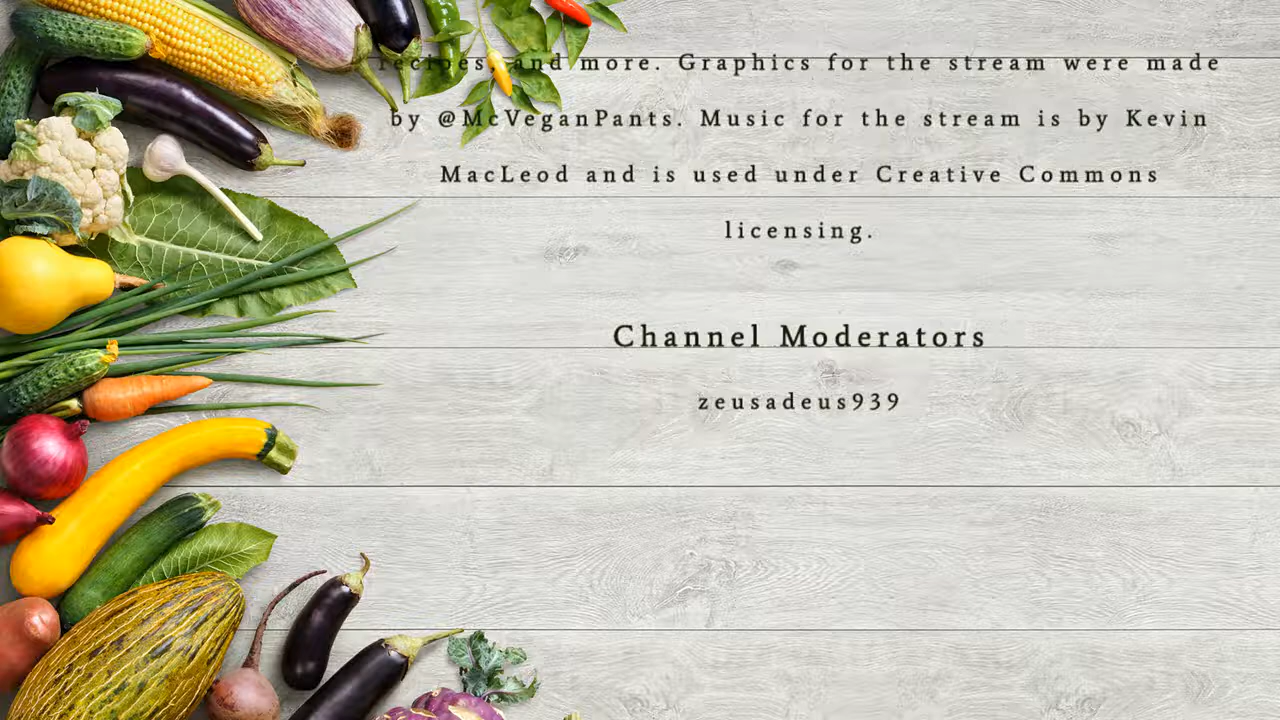 recipes, and more. Graphics for the stream were made
by @McVeganPants. Music for the stream is by Kevin
MacLeod and is used under Creative Commons
licensing.
Channel Moderators
zeusadeus939